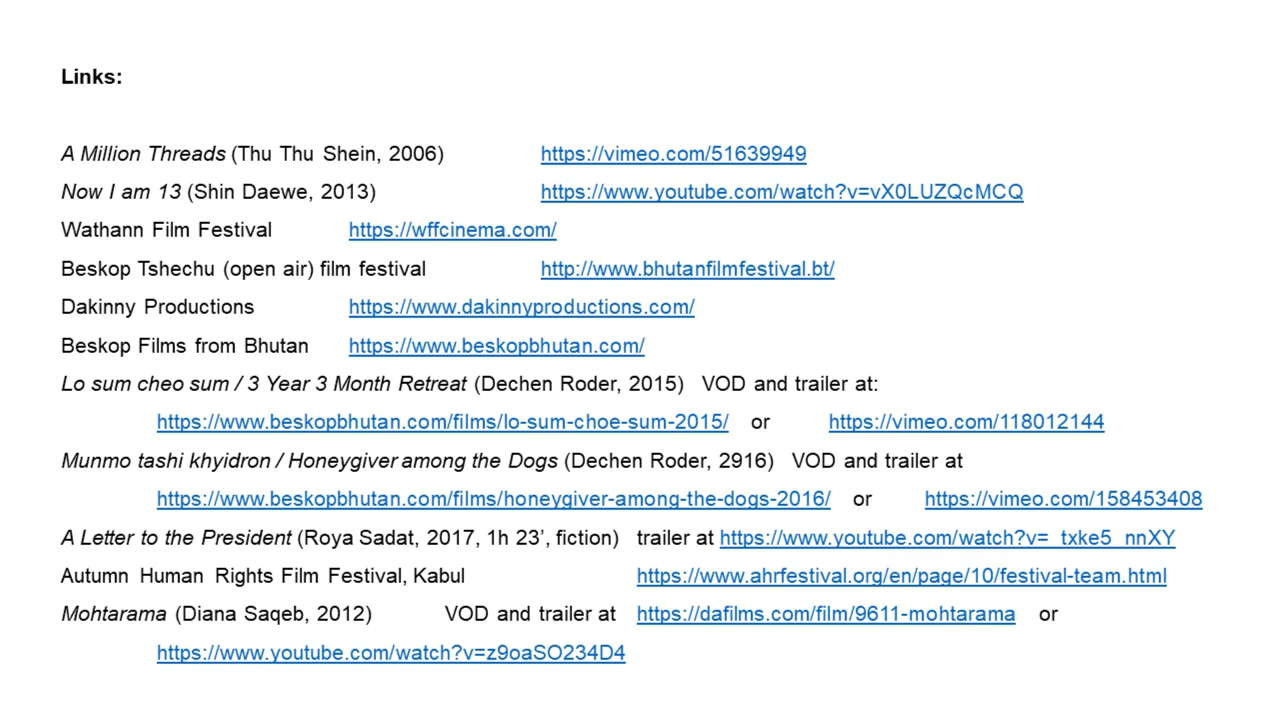 Links:
A Million Threads (Thu Thu Shein, 2006) https://vimeo.com/51639949
Now I am 13 (Shin Daewe, 2013) https://www.youtube.com/watch?v=vX0LUZQcMCQ
Wathann Film Festival https://wffcinema.com/
Beskop Tshechu (open air) film festival http://www.bhutanfilmfestival.bt/
Dakinny Productions https://www.dakinnyproductions.com/
Beskop Films from Bhutan https://www.beskopbhutan.com/
Lo sum cheo sum / 3 Year 3 Month Retreat (Dechen Roder, 2015) VOD and trailer at:
https://www.beskopbhutan.com/films/lo-sum-choe-sum-2015/ or https://vimeo.com/118012144
Munmo tashi khyidron / Honeygiver among the Dogs (Dechen Roder, 2916) VOD and trailer at
https://www.beskopbhutan.com/films/honeygiver-among-the-dogs-2016/ or https://vimeo.com/158453408
A Letter to the President (Roya Sadat, 2017, 1h 23’, fiction) trailer at https://www.youtube.com/watch?v=_txke5_nnXY
Autumn Human Rights Film Festival, Kabul https://www.ahrfestival.org/en/page/10/festival-team.html
Mohtarama (Diana Saqeb, 2012) VOD and trailer at https://dafilms.com/film/9611-mohtarama or
https://www.youtube.com/watch?v=z9oaSO234D4